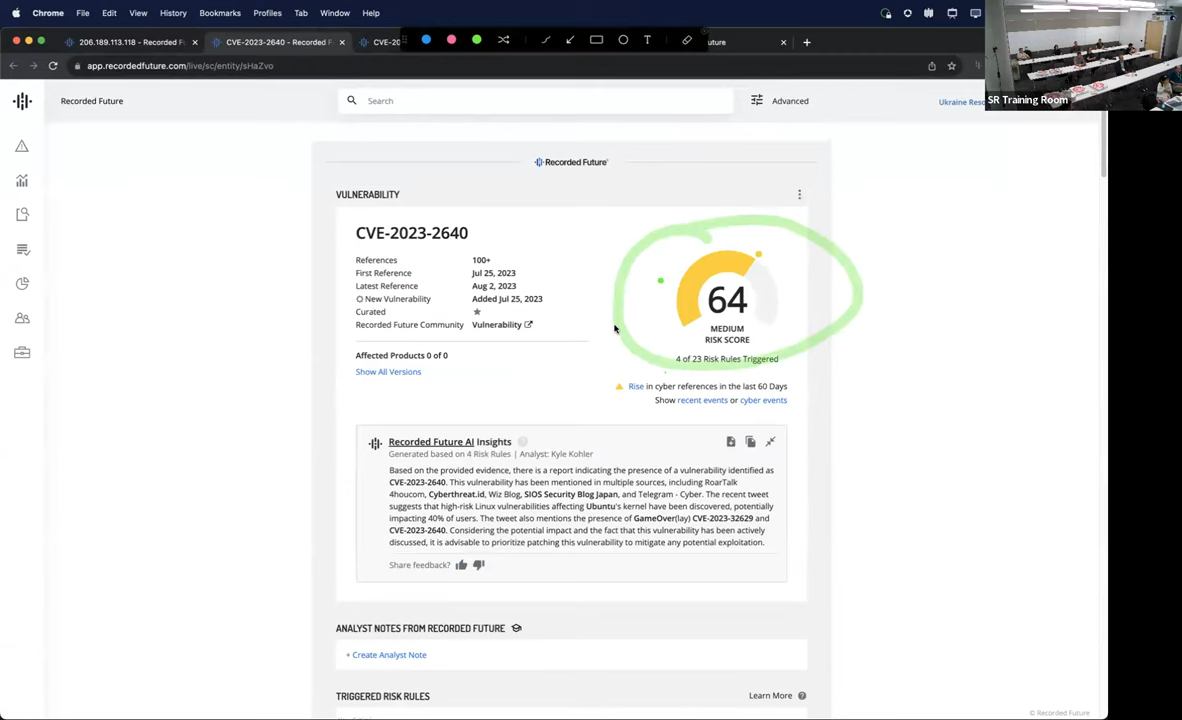 Chrome File Edit View History Bookmarks Profiles Tab Window Help
206.189.113.118 - Recorded F
CVE-2023-2640 - Recorded F
CVE-20
T
uture
app.recordedfuture.com/live/sc/entity/sHaZvo
SR Training Room
Recorded Future
Search
Advanced
Ukraine Reso
Recorded Future
VULNERABILITY
CVE-2023-2640
References 100+
First Reference Jul 25, 2023
Latest Reference Aug 2, 2023
New Vulnerability Added Jul 25, 2023
Curated
Recorded Future Community Vulnerability
Affected Products 0 of 0
Show All Versions
64
MEDIUM
RISK SCORE
4 of 23 Risk Rules Triggered
Rise in cyber references in the last 60 Days
Show recent events or cyber events
Recorded Future AI Insights
Generated based on 4 Risk Rules | Analyst: Kyle Kohler
Based on the provided evidence, there is a report indicating the presence of a vulnerability identified as
CVE-2023-2640. This vulnerability has been mentioned in multiple sources, including RoarTalk
4houcom, Cyberthreat.id, Wiz Blog, SIOS Security Blog Japan, and Telegram - Cyber. The recent tweet
suggests that high-risk Linux vulnerabilities affecting Ubuntu's kernel have been discovered, potentially
impacting 40% of users. The tweet also mentions the presence of GameOver(lay) CVE-2023-32629 and
CVE-2023-2640. Considering the potential impact and the fact that this vulnerability has been actively
discussed, it is advisable to prioritize patching this vulnerability to mitigate any potential exploitation.
Share feedback?
ANALYST NOTES FROM RECORDED FUTURE
+ Create Analyst Note
TRIGGERED RISK RULES
Learn More
© Recorded Future